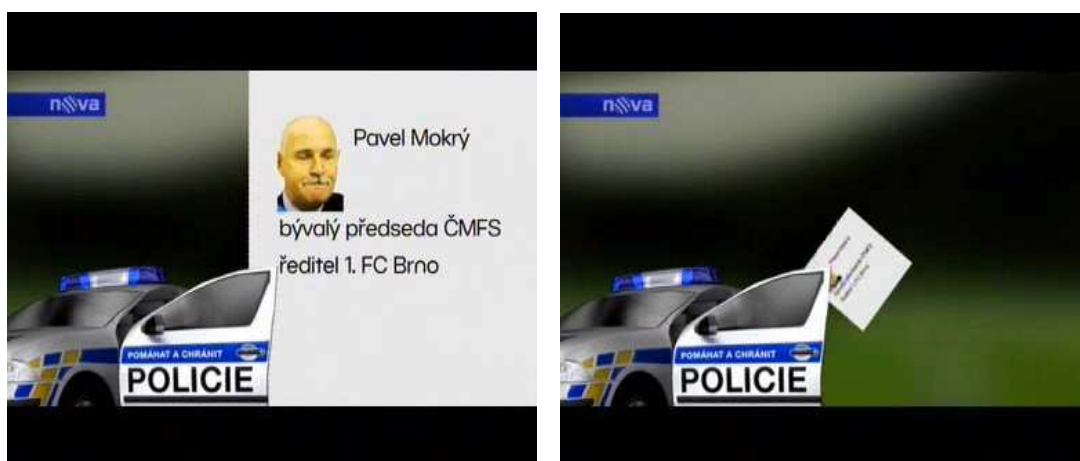 nova
Pavel Mokrý
bývalý předseda ČMFS
ředitel 1. FC Brno
POMÁHAT A CHRÁNIT
POLICIE
nova
POMÁHAT A CHRÁNIT
POLICIE